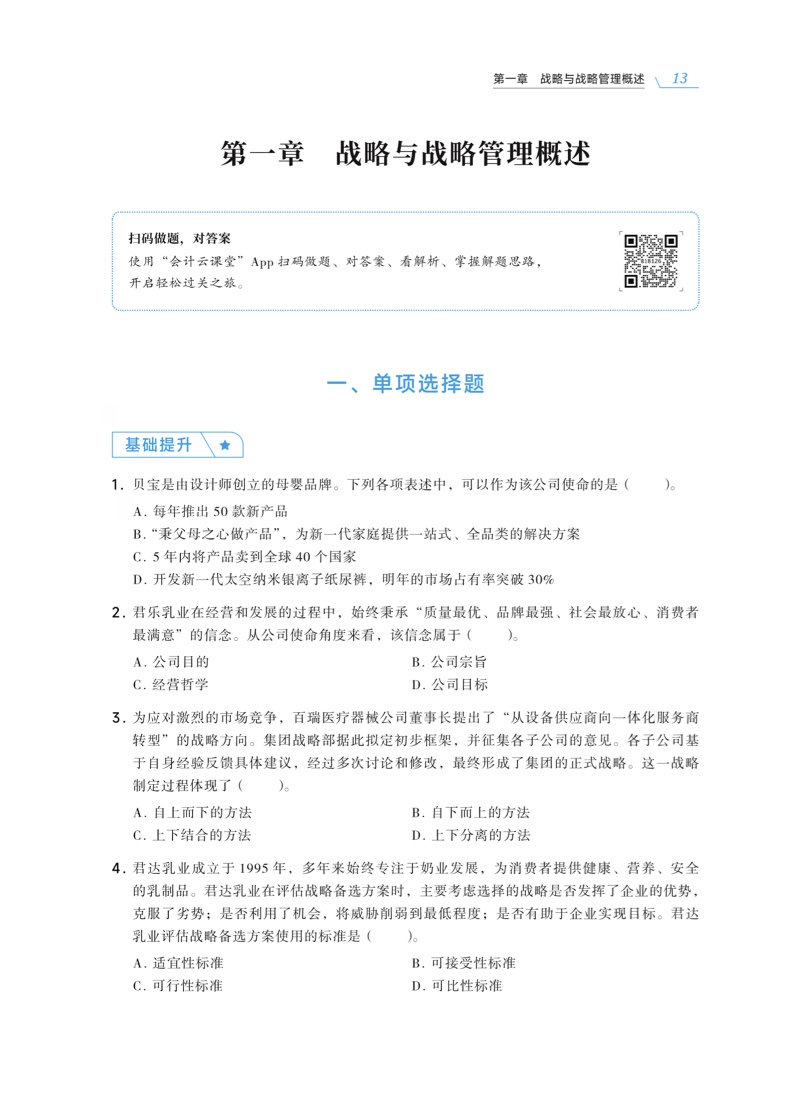 第一章　战略与战略管理概述　13
第一章　战略与战略管理概述
扫码做题，对答案
使用“会计云课堂”App 扫码做题、对答案、看解析、掌握解题思路，
开启轻松过关之旅。
一、单项选择题
基础提升 ★
1. 贝宝是由设计师创立的母婴品牌。下列各项表述中，可以作为该公司使命的是（　　）。
A. 每年推出 50 款新产品
B. “秉父母之心做产品”，为新一代家庭提供一站式、全品类的解决方案
C. 5 年内将产品卖到全球 40 个国家
D. 开发新一代太空纳米银离子纸尿裤，明年的市场占有率突破 30%
2. 君乐乳业在经营和发展的过程中，始终秉承“质量最优、品牌最强、社会最放心、消费者
最满意”的信念。从公司使命角度来看，该信念属于（　　）。
A. 公司目的　B. 公司宗旨
C. 经营哲学　D. 公司目标
3. 为应对激烈的市场竞争，百瑞医疗器械公司董事长提出了“从设备供应商向一体化服务商
转型”的战略方向。集团战略部据此拟定初步框架，并征集各子公司的意见。各子公司基
于自身经验反馈具体建议，经过多次讨论和修改，最终形成了集团的正式战略。这一战略
制定过程体现了（　　）。
A. 自上而下的方法　B. 自下而上的方法
C. 上下结合的方法　D. 上下分离的方法
4. 君达乳业成立于 1995 年，多年来始终专注于奶业发展，为消费者提供健康、营养、安全
的乳制品。君达乳业在评估战略备选方案时，主要考虑选择的战略是否发挥了企业的优势，
克服了劣势；是否利用了机会，将威胁削弱到最低程度；是否有助于企业实现目标。君达
乳业评估战略备选方案使用的标准是（　　）。
A. 适宜性标准　B. 可接受性标准
C. 可行性标准　D. 可比性标准